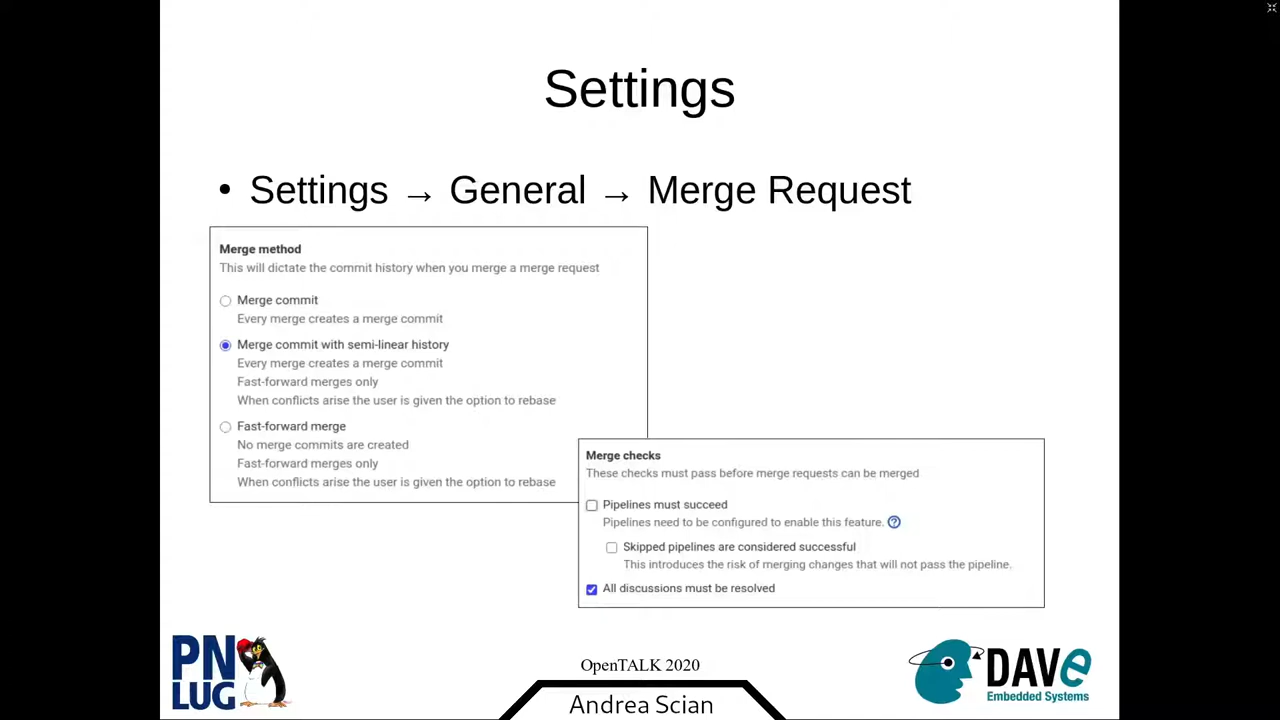 Settings
• Settings → General → Merge Request
Merge method
This will dictate the commit history when you merge a merge request
Merge commit
Every merge creates a merge commit
Merge commit with semi-linear history
Every merge creates a merge commit
Fast-forward merges only
When conflicts arise the user is given the option to rebase
Fast-forward merge
No merge commits are created
Fast-forward merges only
When conflicts arise the user is given the option to rebase
Merge checks
These checks must pass before merge requests can be merged
Pipelines must succeed
Pipelines need to be configured to enable this feature. ?
Skipped pipelines are considered successful
This introduces the risk of merging changes that will not pass the pipeline.
All discussions must be resolved
PN
LUG
OpenTALK 2020
Andrea Scian
DAVe
Embedded Systems